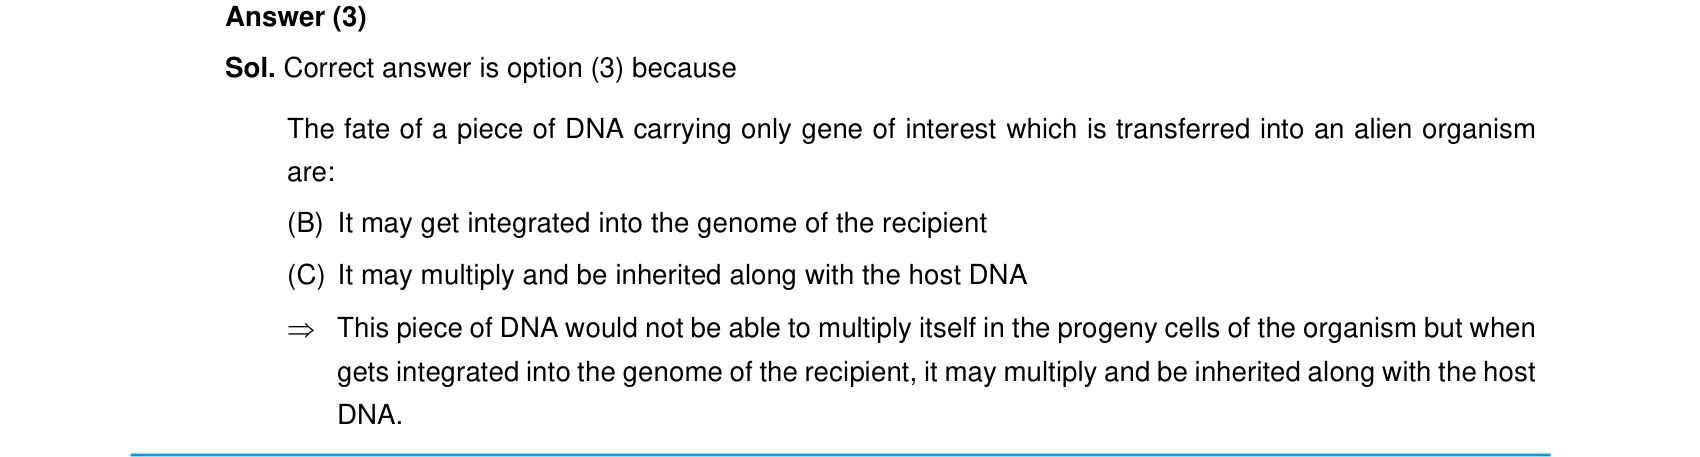 Answer (3)
Sol. Correct answer is option (3) because
The fate of a piece of DNA carrying only gene of interest which is transferred into an alien organism
are:
(B) It may get integrated into the genome of the recipient
(C) It may multiply and be inherited along with the host DNA
⇒ This piece of DNA would not be able to multiply itself in the progeny cells of the organism but when
gets integrated into the genome of the recipient, it may multiply and be inherited along with the host
DNA.